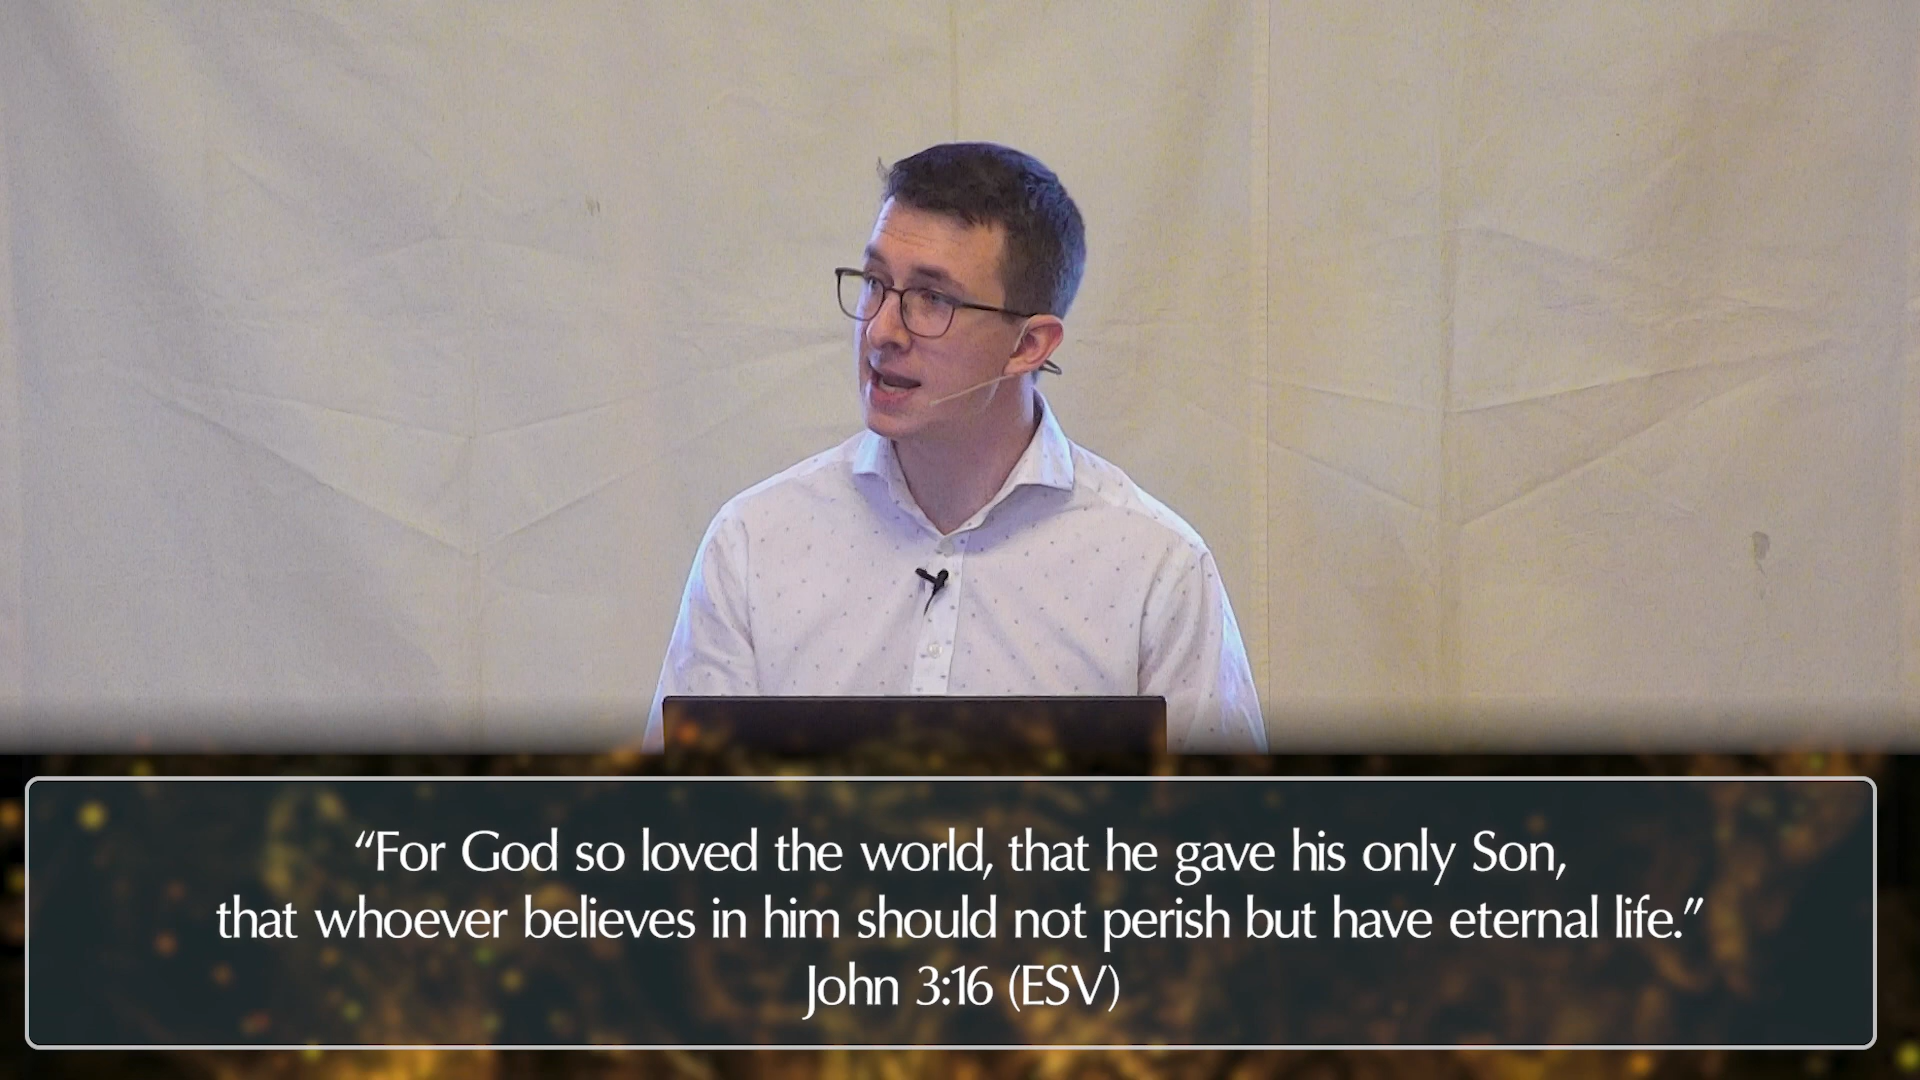 “For God so loved the world, that he gave his only Son,
that whoever believes in him should not perish but have eternal life.”
John 3:16 (ESV)